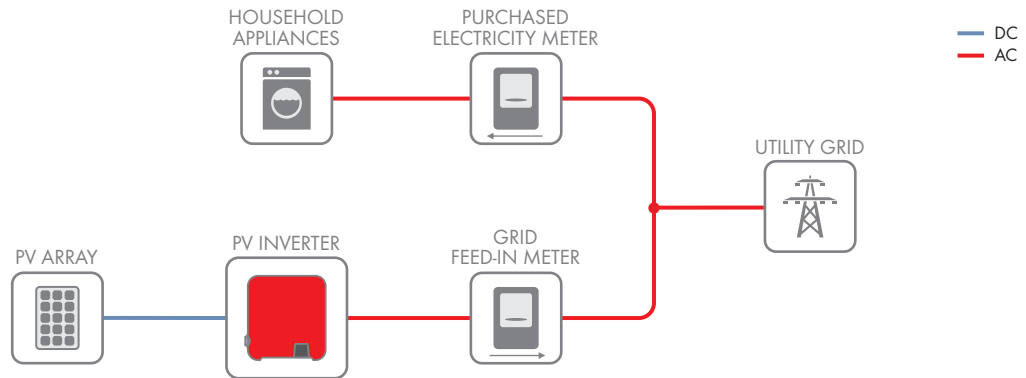 HOUSEHOLD
APPLIANCES
PURCHASED
ELECTRICITY METER
DC
AC
UTILITY GRID
PV ARRAY
PV INVERTER
GRID
FEED-IN METER